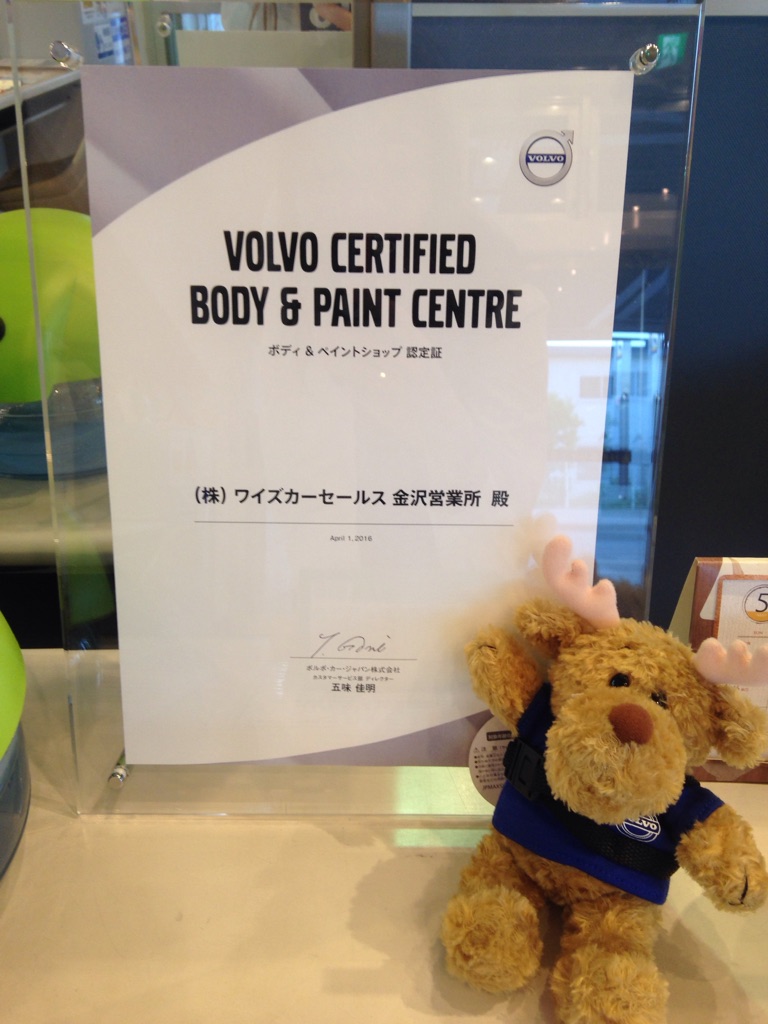 VOLVO
VOLVO CERTIFIED
BODY & PAINT CENTRE
ボディ & ペイントショップ 認定証
(株) ワイズカーセールス 金沢営業所 殿
April 1, 2016
ボルボ・カー・ジャパン株式会社
カスタマーサービス部 ディレクター
五味 佳明
VOLVO
5